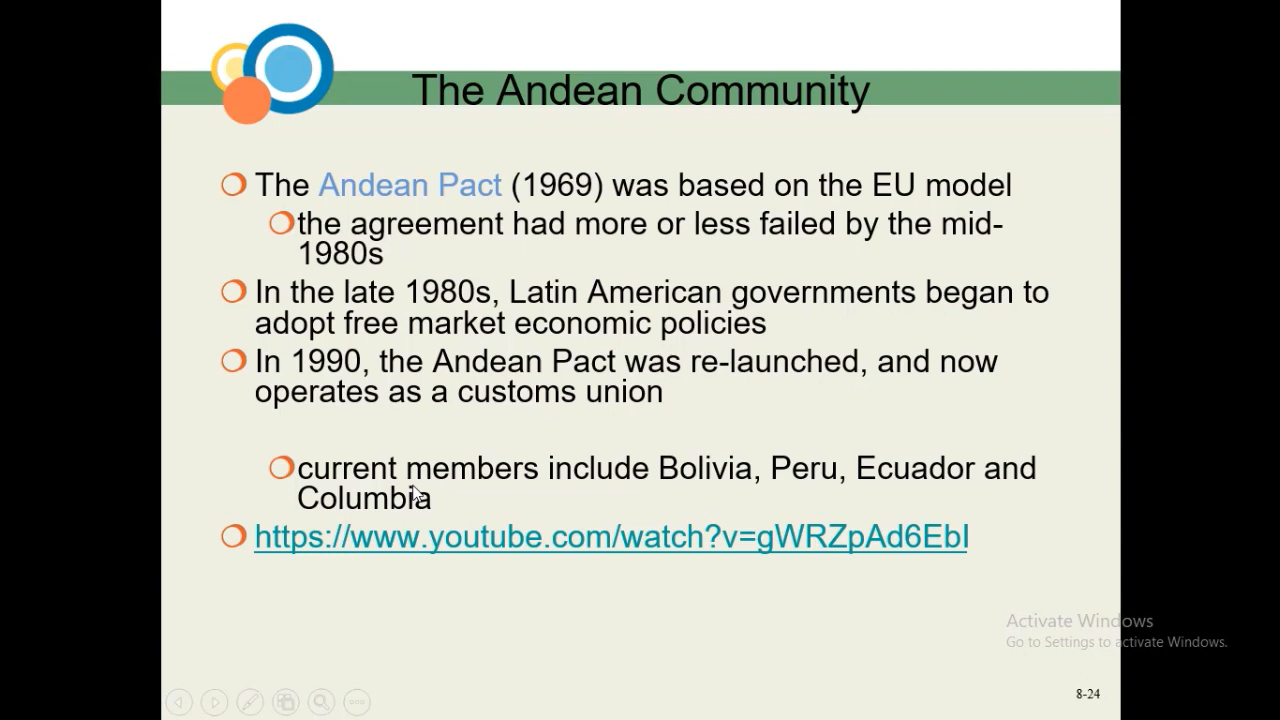 The Andean Community
The Andean Pact (1969) was based on the EU model
the agreement had more or less failed by the mid-
1980s
In the late 1980s, Latin American governments began to
adopt free market economic policies
In 1990, the Andean Pact was re-launched, and now
operates as a customs union
current members include Bolivia, Peru, Ecuador and
Columbia
https://www.youtube.com/watch?v=gWRZpAd6EbI
Activate Windows
Go to Settings to activate Windows.
8-24